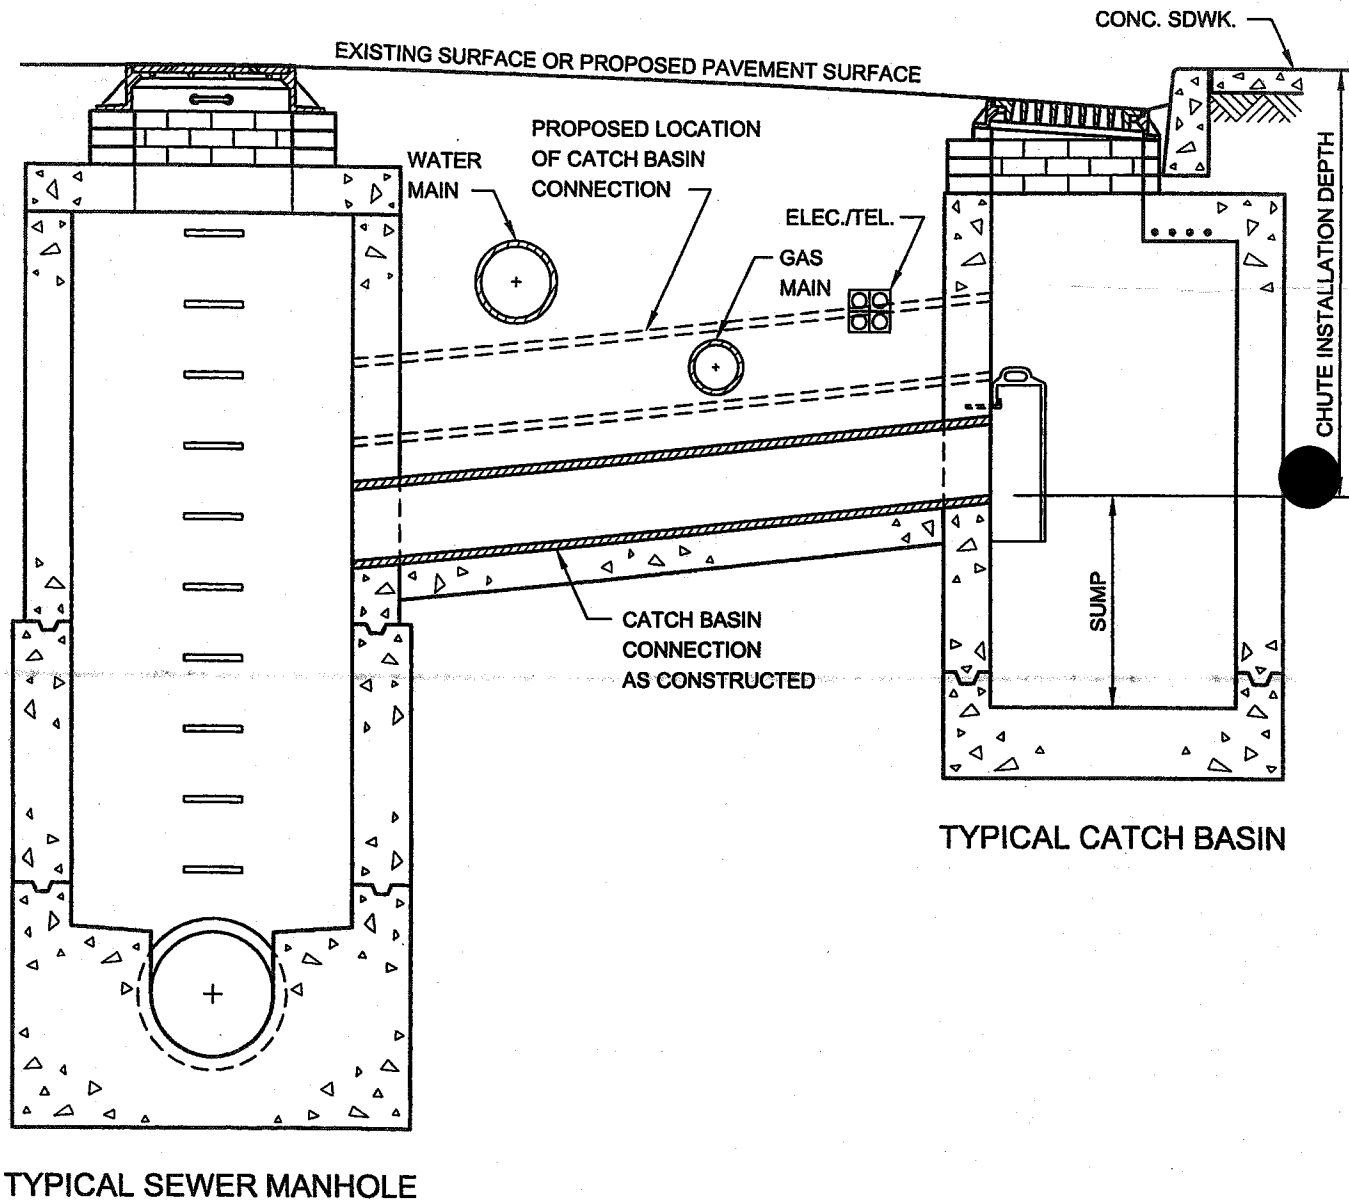 CONC. SDWK.
EXISTING SURFACE OR PROPOSED PAVEMENT SURFACE
PROPOSED LOCATION
OF CATCH BASIN
CONNECTION
WATER
MAIN
ELEC./TEL.
GAS
MAIN
CHUTE INSTALLATION DEPTH
SUMP
CATCH BASIN
CONNECTION
AS CONSTRUCTED
TYPICAL CATCH BASIN
TYPICAL SEWER MANHOLE